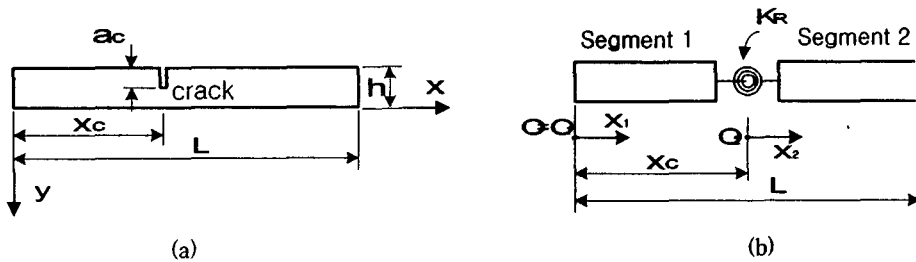 ac
crack
h
x
xc
L
y
(a)
KR
Segment 1
Segment 2
O=O
x1
O
x2
xc
L
(b)